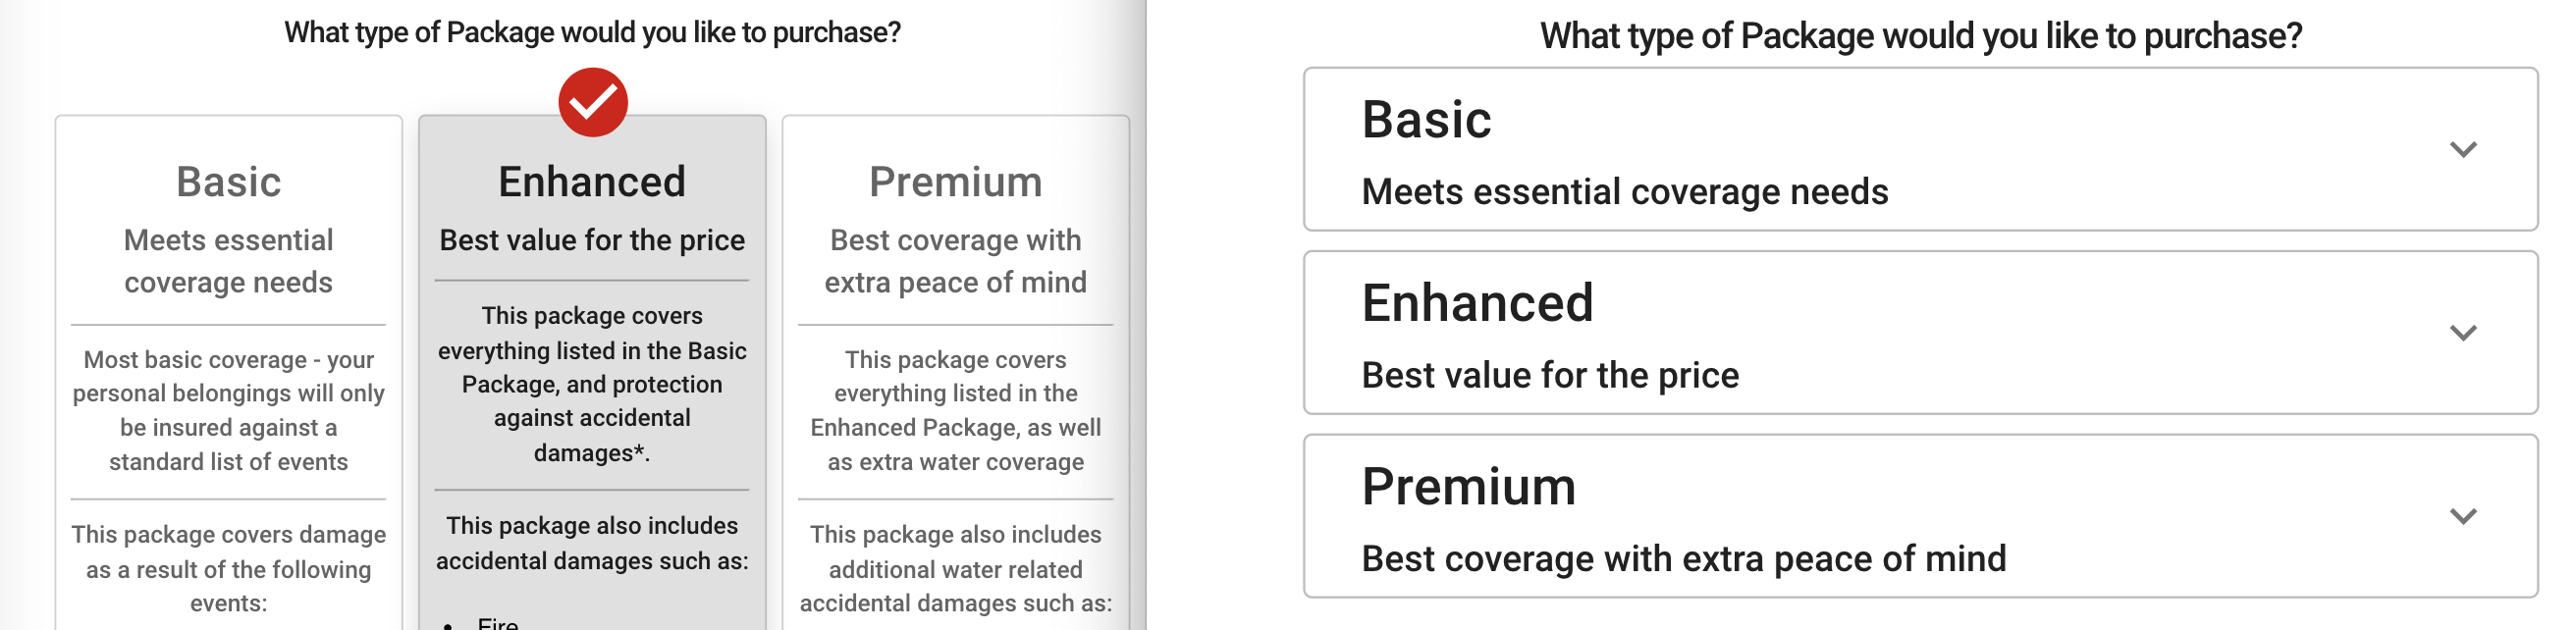 What type of Package would you like to purchase?
Basic
Meets essential
coverage needs
Most basic coverage - your
personal belongings will only
be insured against a
standard list of events
This package covers damage
as a result of the following
events:
Enhanced
Best value for the price
This package covers
everything listed in the Basic
Package, and protection
against accidental
damages*.
This package also includes
accidental damages such as:
• Fire
Premium
Best coverage with
extra peace of mind
This package covers
everything listed in the
Enhanced Package, as well
as extra water coverage
This package also includes
additional water related
accidental damages such as:
What type of Package would you like to purchase?
Basic
Meets essential coverage needs
Enhanced
Best value for the price
Premium
Best coverage with extra peace of mind